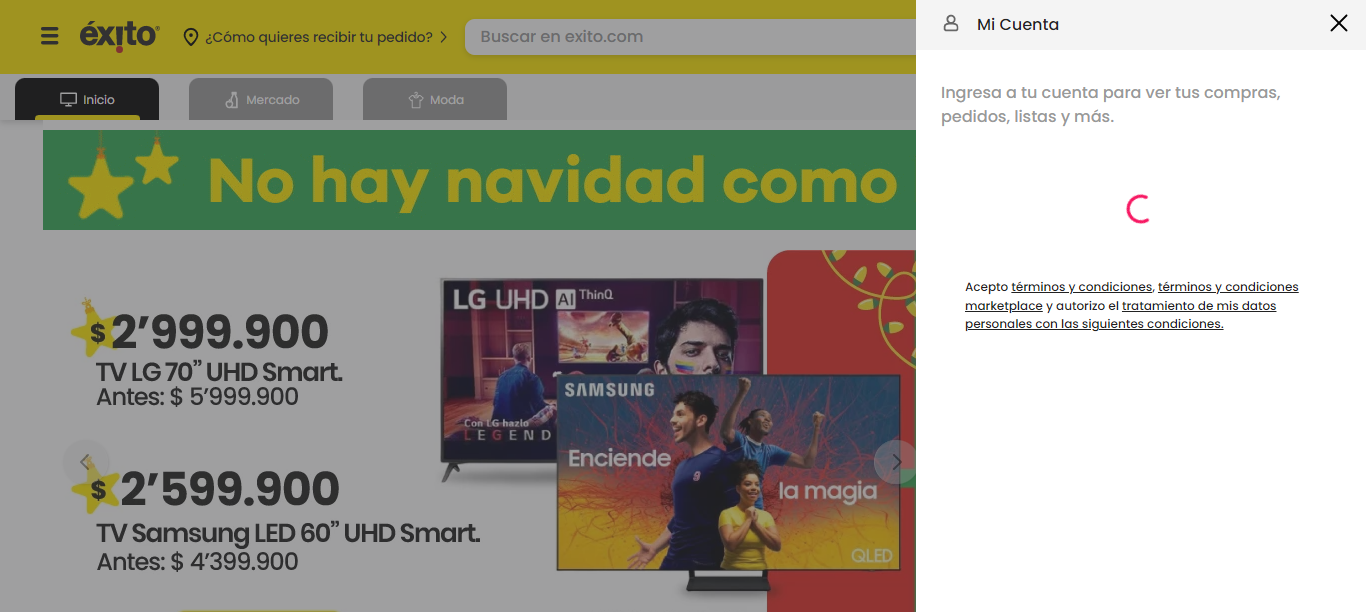 éxito
¿Cómo quieres recibir tu pedido?
Buscar en exito.com
Mi Cuenta
Inicio
Mercado
Moda
Ingresa a tu cuenta para ver tus compras,
pedidos, listas y más.
No hay navidad como
Acepto términos y condiciones, términos y condiciones
marketplace y autorizo el tratamiento de mis datos
personales con las siguientes condiciones.
$ 2’999.900
TV LG 70” UHD Smart.
Antes: $ 5’999.900
$ 2’599.900
TV Samsung LED 60” UHD Smart.
Antes: $ 4’399.900
LG UHD AI ThinQ
Con LG hazlo
LEGEND
SAMSUNG
Enciende
la magia
QLED